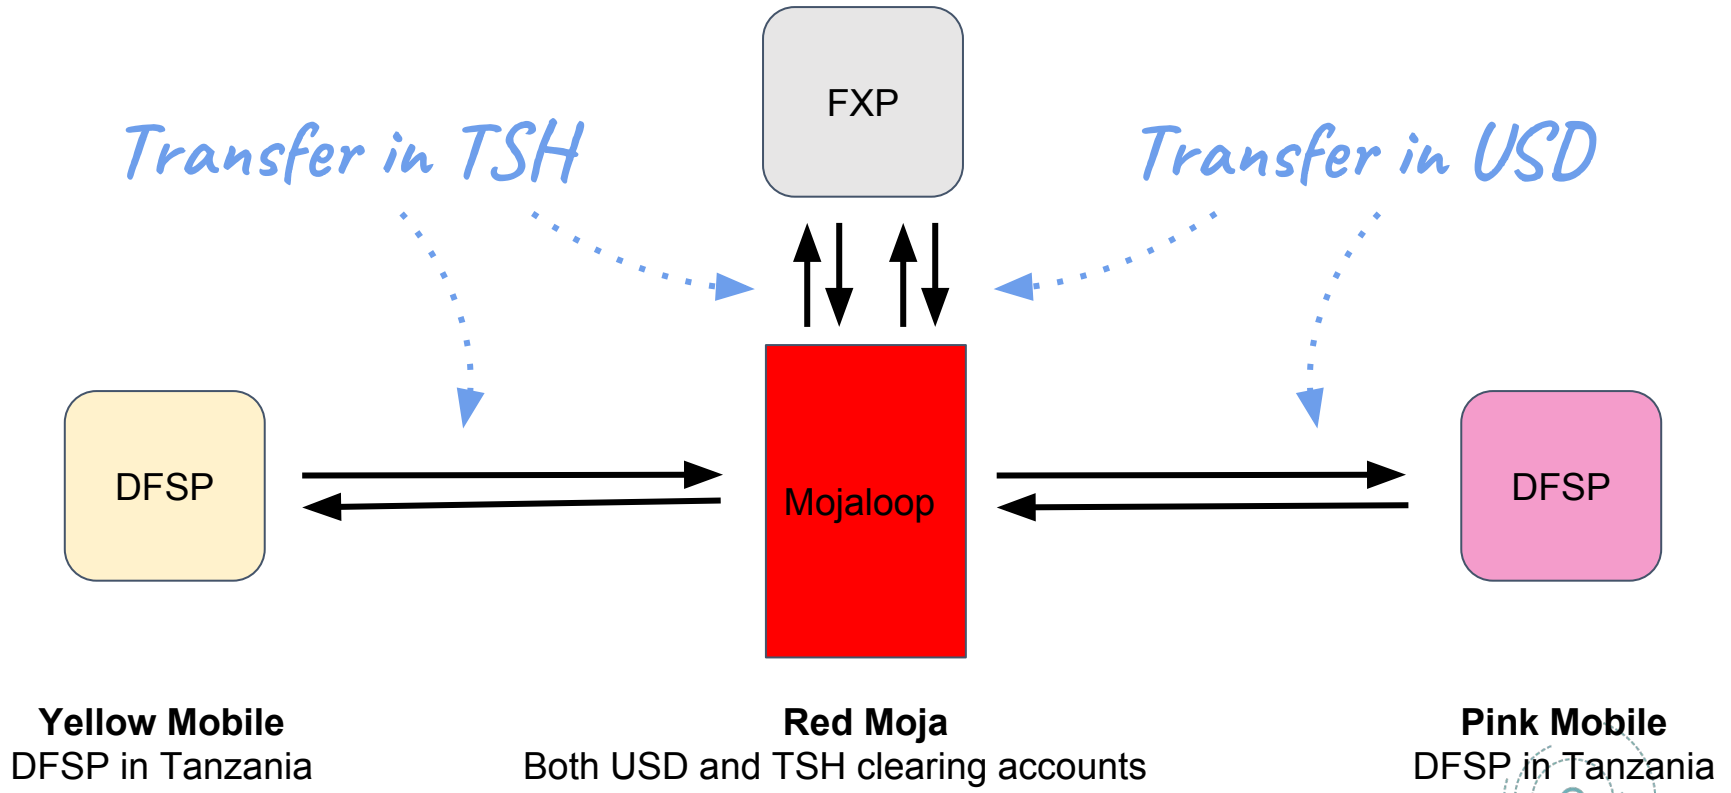 FXP
Transfer in TSH
Transfer in USD
DFSP
Mojaloop
DFSP
Yellow Mobile
DFSP in Tanzania
Red Moja
Both USD and TSH clearing accounts
Pink Mobile
DFSP in Tanzania